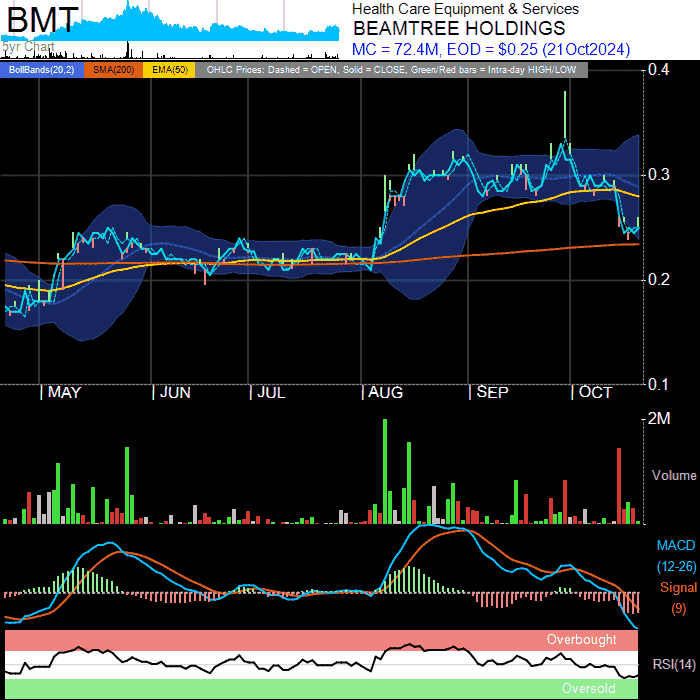 BMT
5yr Chart
Health Care Equipment & Services
BEAMTREE HOLDINGS
MC = 72.4M, EOD = $0.25 (21Oct2024)
BollBands(20,2) SMA(200) EMA(50) OHLC Prices: Dashed = OPEN, Solid = CLOSE, Green/Red bars = Intra-day HIGH/LOW
0.4
0.3
0.2
0.1
MAY JUN JUL AUG SEP OCT
2M
Volume
MACD
(12-26)
Signal
(9)
Overbought
RSI(14)
Oversold